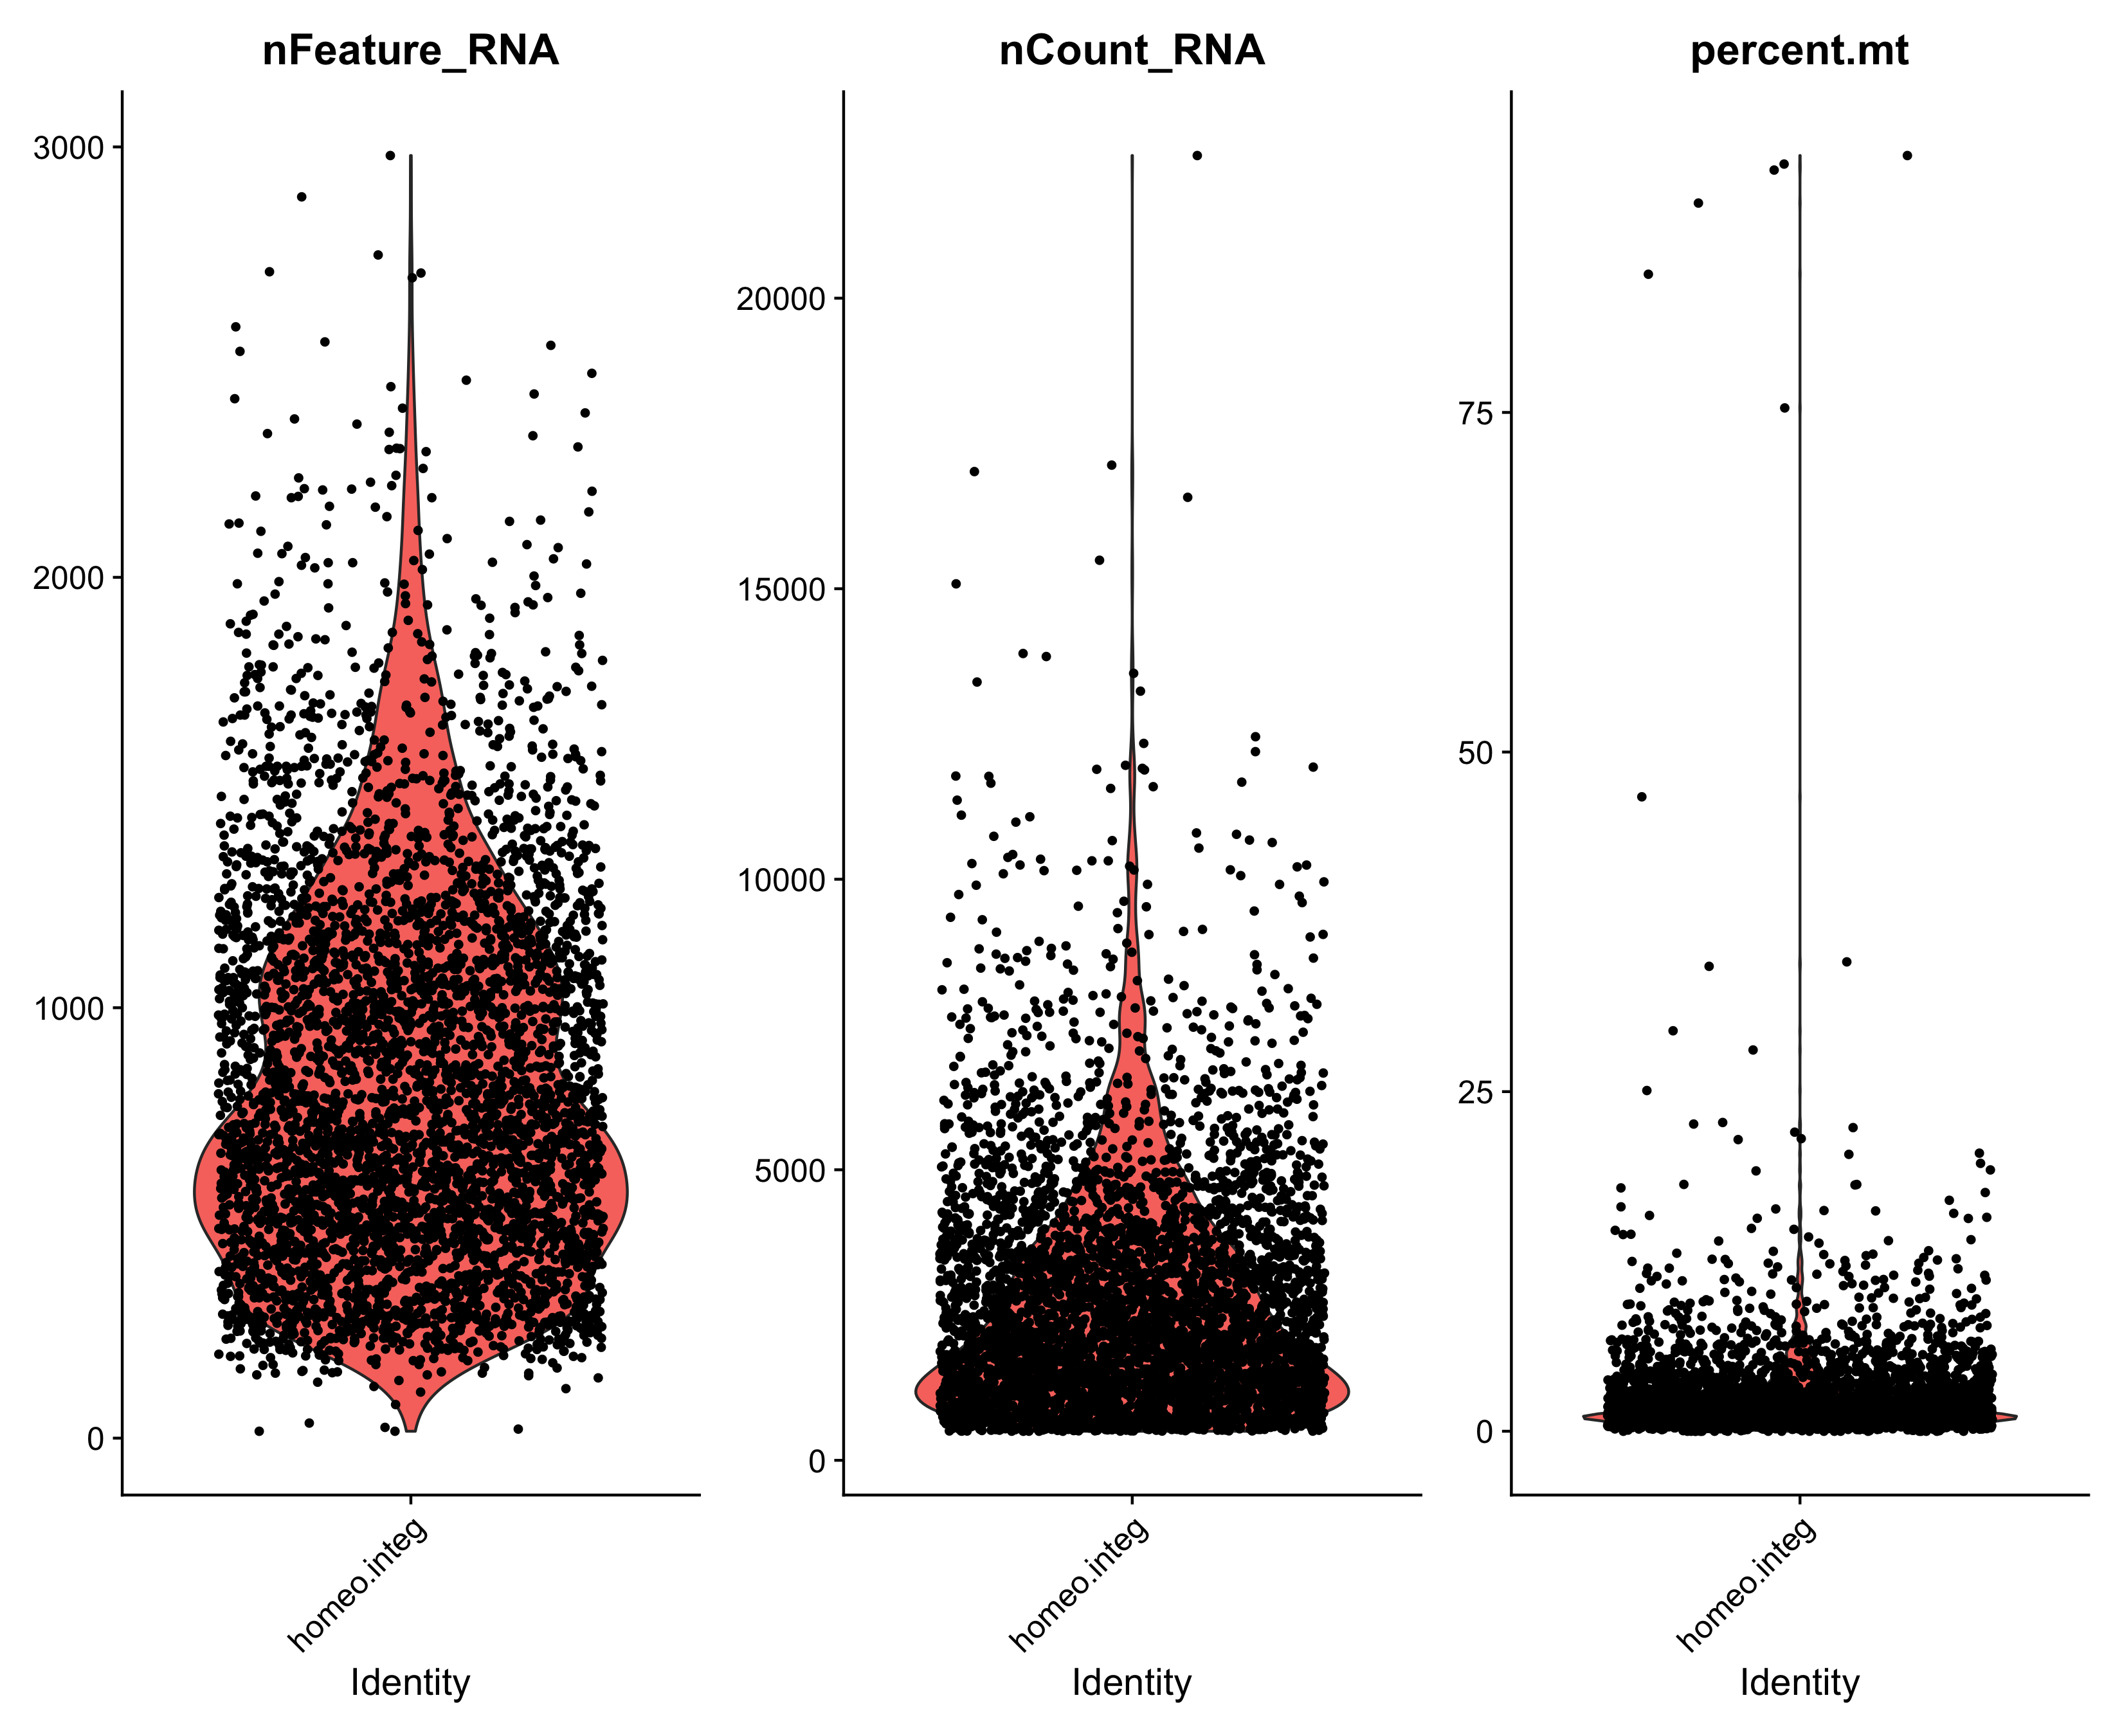 nFeature_RNA
3000
2000
1000
0
homeo.integ
Identity
nCount_RNA
20000
15000
10000
5000
0
homeo.integ
Identity
percent.mt
75
50
25
0
homeo.integ
Identity